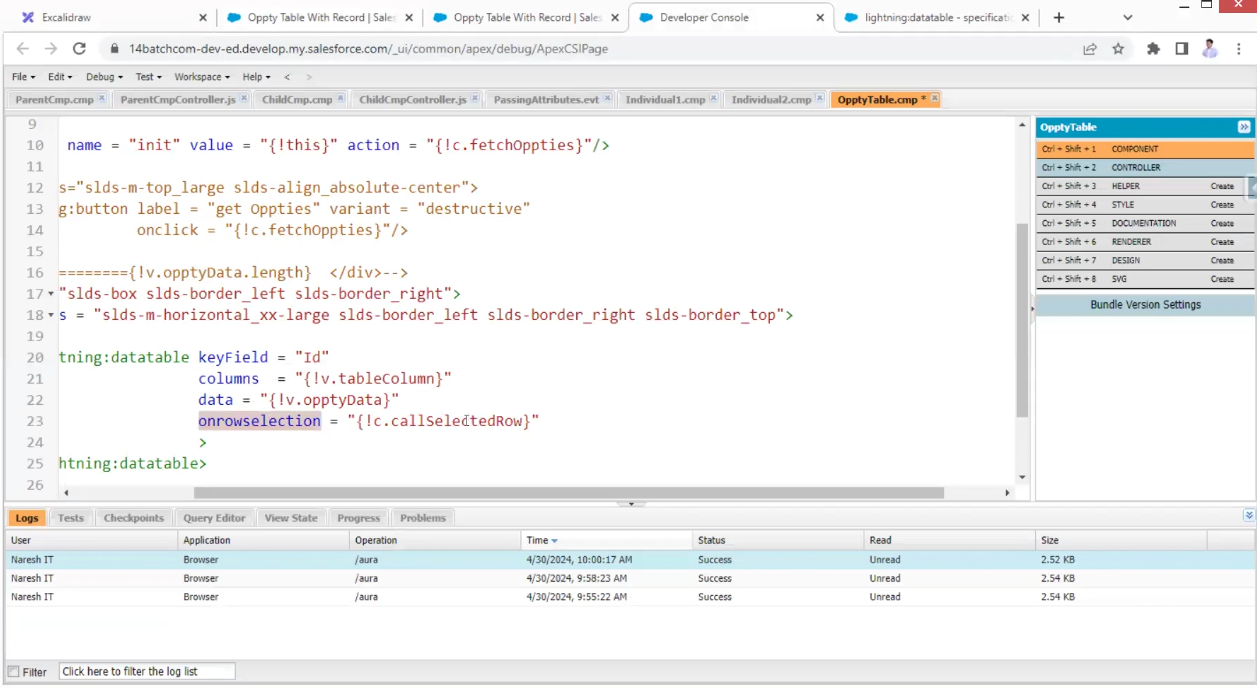 Excalidraw
Oppty Table With Record | Sales
Oppty Table With Record | Sales
Developer Console
lightning:datatable - specificatio
14batchcom-dev-ed.develop.my.salesforce.com/_ui/common/apex/debug/ApexCSIPage
File Edit Debug Test Workspace Help < >
ParentCmp.cmp ParentCmpController.js ChildCmp.cmp ChildCmpController.js PassingAttributes.evt Individual1.cmp Individual2.cmp OpptyTable.cmp *
9
10 name = "init" value = "{!this}" action = "{!c.fetchOppties}"/>
11
12 s="slds-m-top_large slds-align_absolute-center">
13 g:button label = "get Oppties" variant = "destructive"
14 onclick = "{!c.fetchOppties}"/>
15
16 ========{!v.opptyData.length} </div>-->
17 "slds-box slds-border_left slds-border_right">
18 s = "slds-m-horizontal_xx-large slds-border_left slds-border_right slds-border_top">
19
20 tning:datatable keyField = "Id"
21 columns = "{!v.tableColumn}"
22 data = "{!v.opptyData}"
23 onrowselection = "{!c.callSelectedRow}"
24 >
25 htning:datatable>
26
OpptyTable
Ctrl + Shift + 1 COMPONENT
Ctrl + Shift + 2 CONTROLLER
Ctrl + Shift + 3 HELPER Create
Ctrl + Shift + 4 STYLE Create
Ctrl + Shift + 5 DOCUMENTATION Create
Ctrl + Shift + 6 RENDERER Create
Ctrl + Shift + 7 DESIGN Create
Ctrl + Shift + 8 SVG Create
Bundle Version Settings
Logs Tests Checkpoints Query Editor View State Progress Problems
User Application Operation Time Status Read Size
Naresh IT Browser /aura 4/30/2024, 10:00:17 AM Success Unread 2.52 KB
Naresh IT Browser /aura 4/30/2024, 9:58:23 AM Success Unread 2.54 KB
Naresh IT Browser /aura 4/30/2024, 9:55:22 AM Success Unread 2.54 KB
Filter Click here to filter the log list